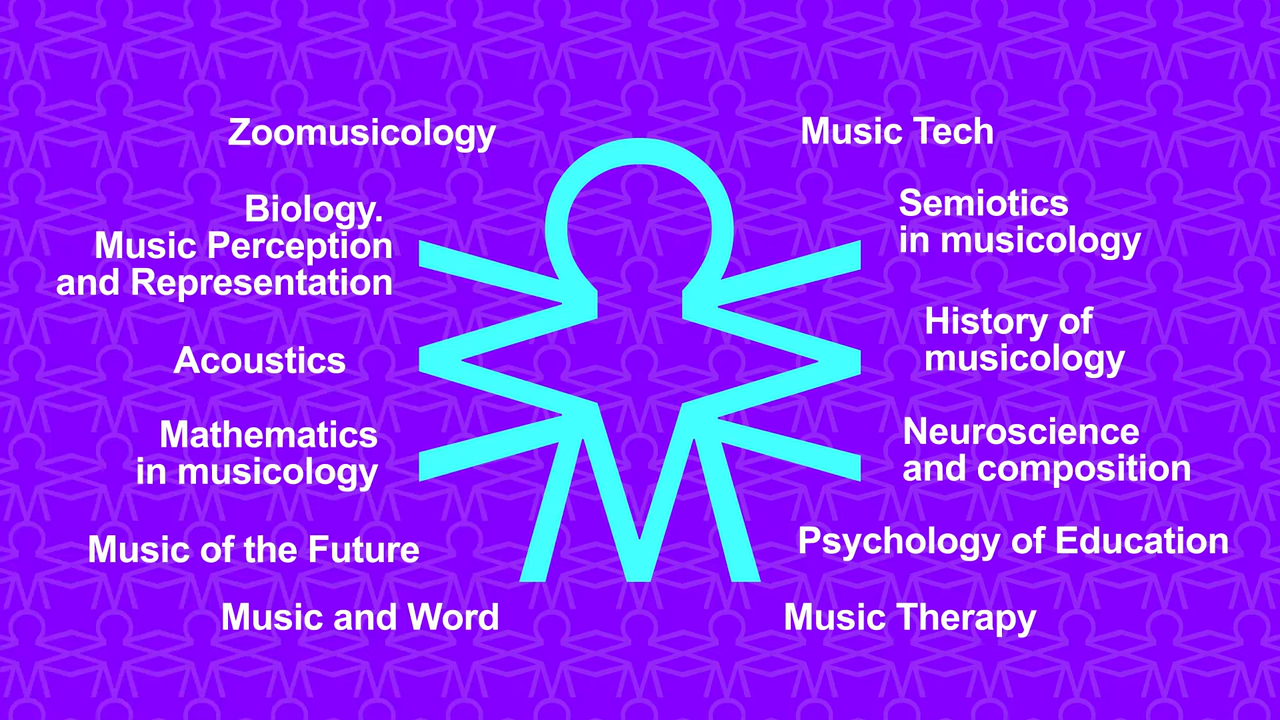 Zoomusicology
Biology.
Music Perception
and Representation
Acoustics
Mathematics
in musicology
Music of the Future
Music and Word
Music Tech
Semiotics
in musicology
History of
musicology
Neuroscience
and composition
Psychology of Education
Music Therapy